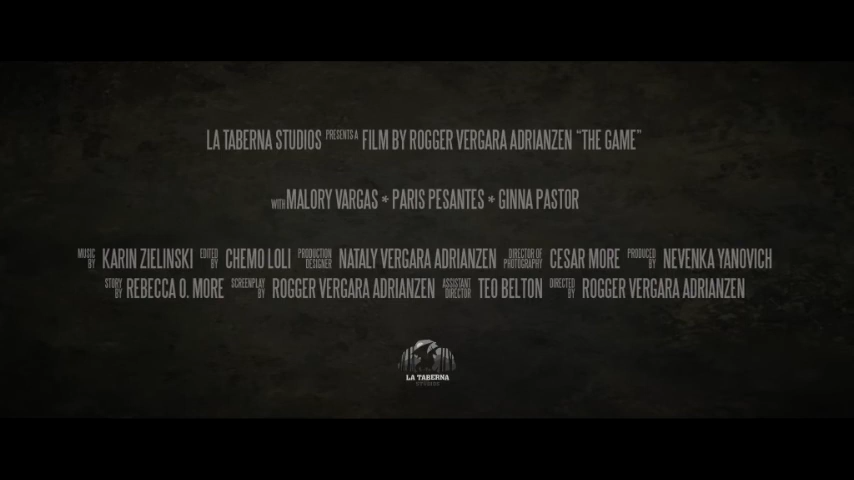 LA TABERNA STUDIOS PRESENTS A FILM BY ROGGER VERGARA ADRIANZEN "THE GAME"
WITH MALORY VARGAS * PARIS PESANTES * GINNA PASTOR
MUSIC BY KARIN ZIELINSKI EDITED BY CHEMO LOLI PRODUCTION DESIGNER NATALY VERGARA ADRIANZEN DIRECTOR OF PHOTOGRAPHY CESAR MORE PRODUCED BY NEVENKA YANOVICH
STORY BY REBECCA O. MORE SCREENPLAY BY ROGGER VERGARA ADRIANZEN ASSISTANT DIRECTOR TEO BELTON DIRECTED BY ROGGER VERGARA ADRIANZEN
LA TABERNA